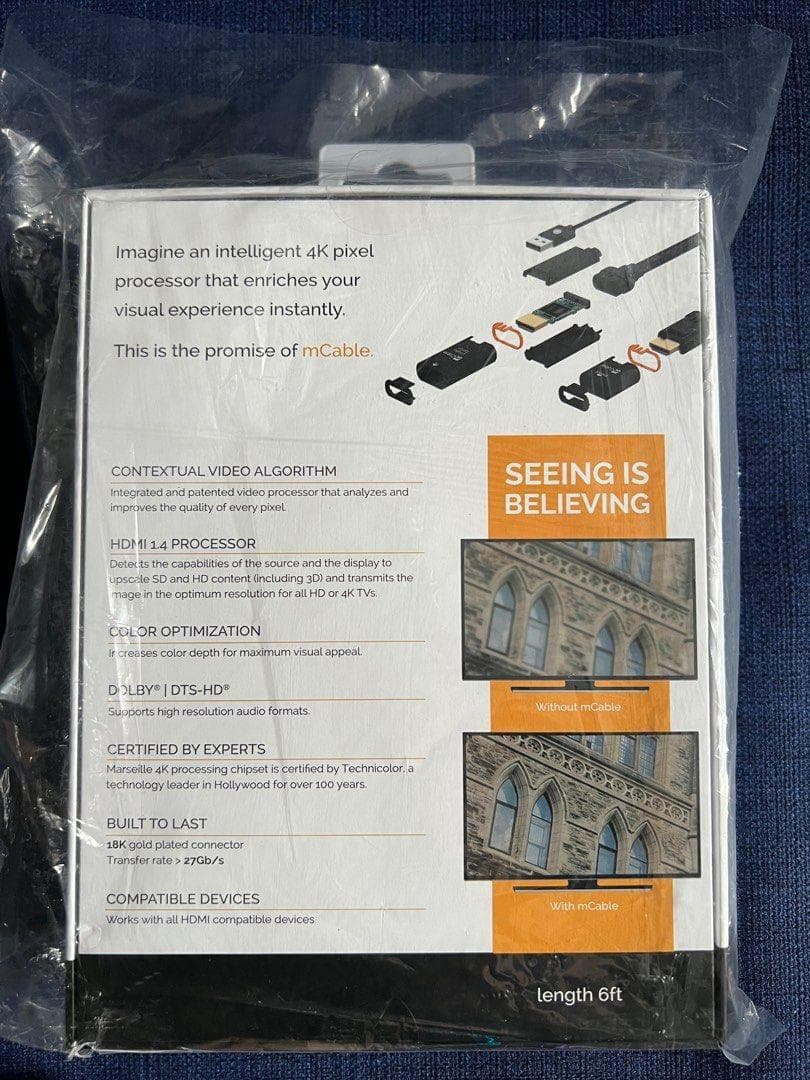 Imagine an intelligent 4K pixel
processor that enriches your
visual experience instantly.
This is the promise of mCable.
CONTEXTUAL VIDEO ALGORITHM
Integrated and patented video processor that analyzes and
improves the quality of every pixel.
HDMI 1.4 PROCESSOR
Detects the capabilities of the source and the display to
upscale SD and HD content (including 3D) and transmits the
image in the optimum resolution for all HD or 4K TVs.
COLOR OPTIMIZATION
Increases color depth for maximum visual appeal.
DOLBY® | DTS-HD®
Supports high resolution audio formats.
CERTIFIED BY EXPERTS
Marseille 4K processing chipset is certified by Technicolor, a
technology leader in Hollywood for over 100 years.
BUILT TO LAST
18K gold plated connector
Transfer rate > 27Gb/s
COMPATIBLE DEVICES
Works with all HDMI compatible devices
SEEING IS
BELIEVING
Without mCable
With mCable
length 6ft